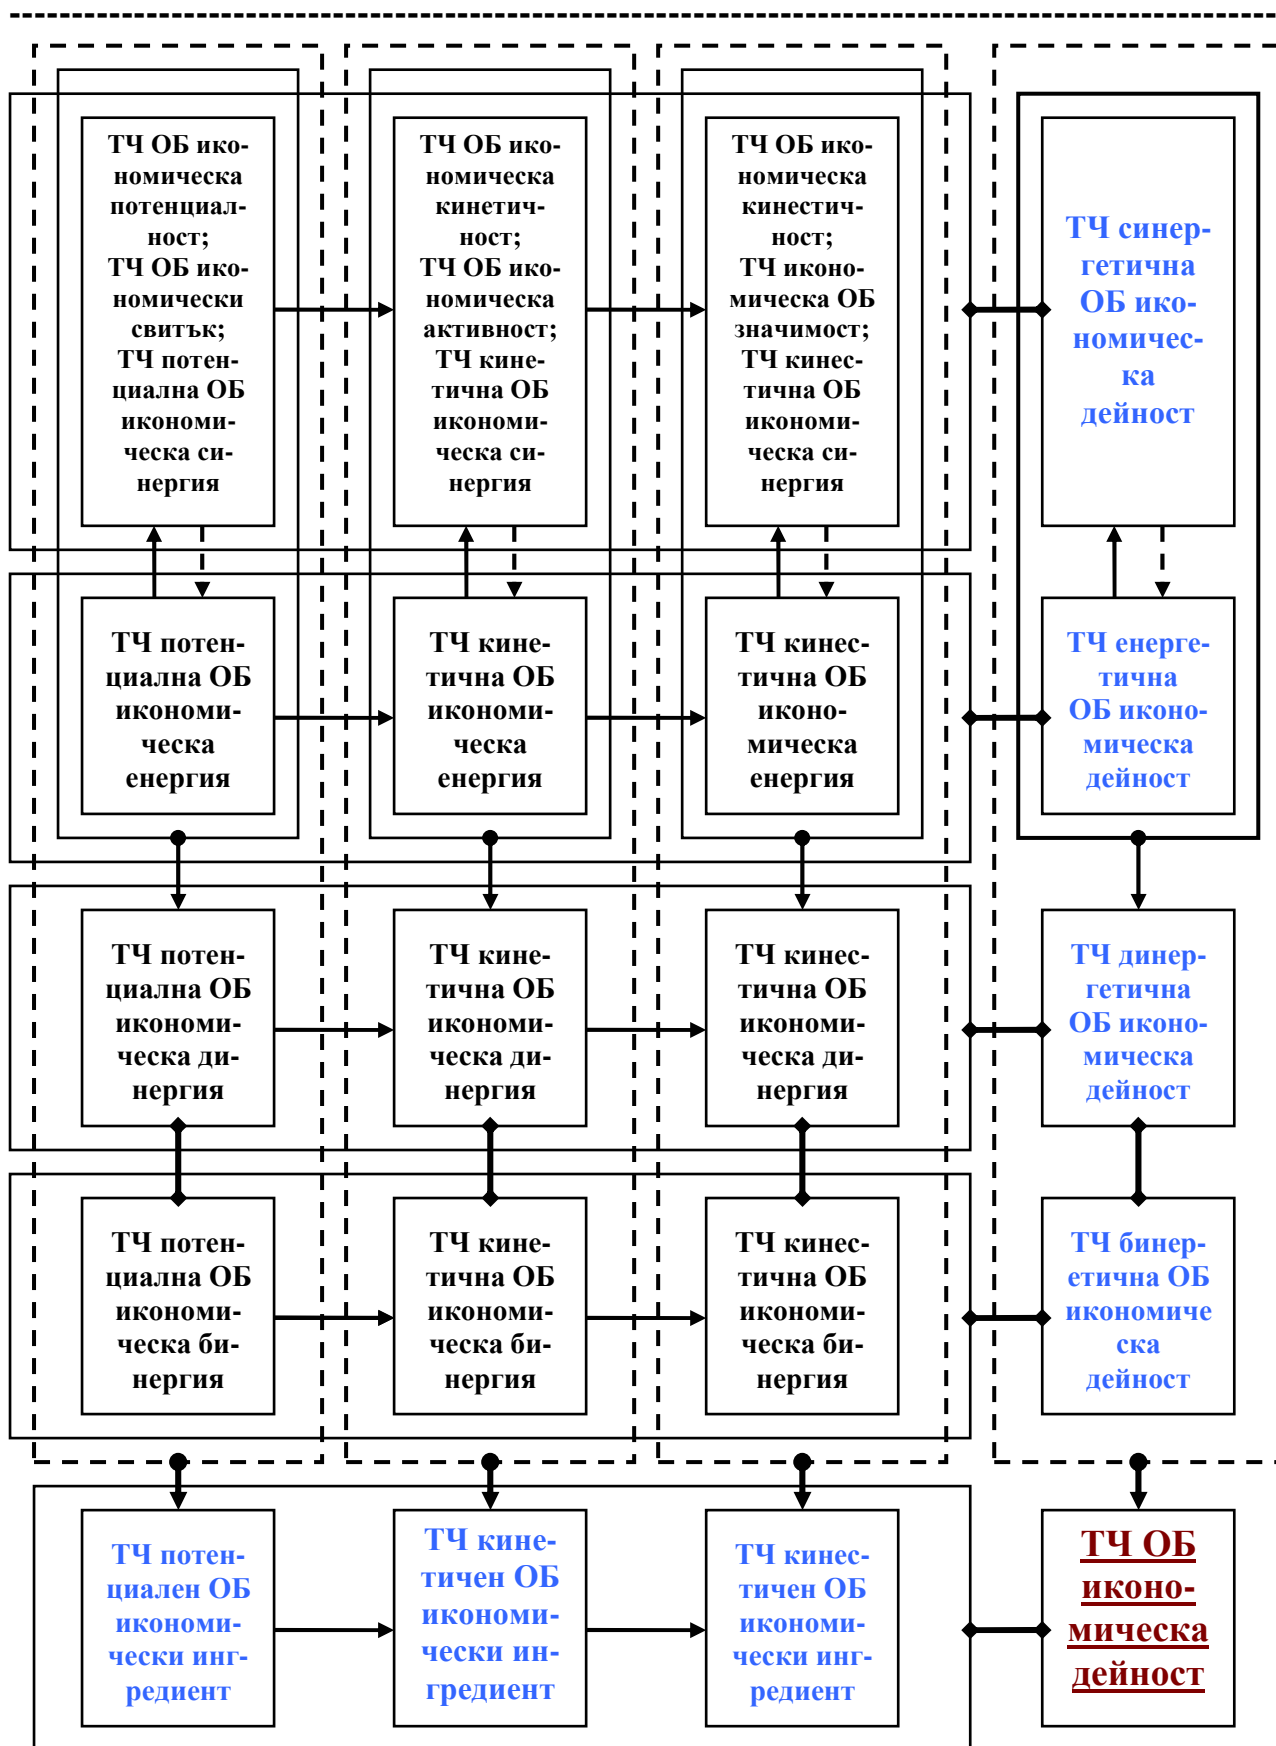 ТЧ ОБ ико-
номическа
потенциал-
ност;
ТЧ ОБ ико-
номически
свитък;
ТЧ потен-
циална ОБ
икономи-
ческа си-
нергия
ТЧ ОБ ико-
номическа
кинетич-
ност;
ТЧ ОБ ико-
номическа
активност;
ТЧ кине-
тична ОБ
икономи-
ческа си-
нергия
ТЧ ОБ ико-
номическа
кинестич-
ност;
ТЧ иконо-
мическа ОБ
значимост;
ТЧ кинес-
тична ОБ
икономи-
ческа си-
нергия
ТЧ синер-
гетична
ОБ ико-
номичес-
ка
дейност
ТЧ потен-
циална ОБ
икономи-
ческа
енергия
ТЧ кине-
тична ОБ
икономи-
ческа
енергия
ТЧ кинес-
тична ОБ
иконо-
мическа
енергия
ТЧ енерге-
тична
ОБ иконо-
мическа
дейност
ТЧ потен-
циална ОБ
икономи-
ческа ди-
нергия
ТЧ кине-
тична ОБ
икономи-
ческа ди-
нергия
ТЧ кинес-
тична ОБ
икономи-
ческа ди-
нергия
ТЧ динер-
гетична
ОБ иконо-
мическа
дейност
ТЧ потен-
циална ОБ
икономи-
ческа би-
нергия
ТЧ кине-
тична ОБ
икономи-
ческа би-
нергия
ТЧ кинес-
тична ОБ
икономи-
ческа би-
нергия
ТЧ бинер-
етична ОБ
икономиче
ска
дейност
ТЧ потен-
циален ОБ
икономи-
чески инг-
редиент
ТЧ кине-
тичен ОБ
икономи-
чески ин-
гредиент
ТЧ кинес-
тичен ОБ
икономи-
чески инг-
редиент
ТЧ ОБ
иконо-
мическа
дейност